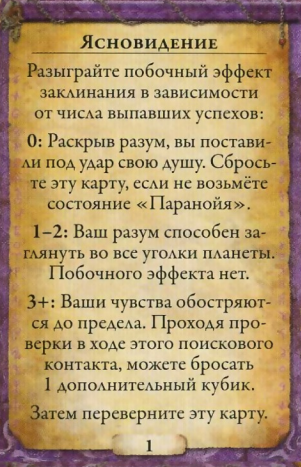 Ясновидение
Разыграйте побочный эффект
заклинания в зависимости
от числа выпавших успехов:
0: Раскрыв разум, вы постави-
ли под удар свою душу. Сбрось-
те эту карту, если не возьмёте
состояние «Паранойя».
1–2: Ваш разум способен за-
глянуть во все уголки планеты.
Побочного эффекта нет.
3+: Ваши чувства обостряют-
ся до предела. Проходя про-
верки в ходе этого поискового
контакта, можете бросать
1 дополнительный кубик.
Затем переверните эту карту.
1